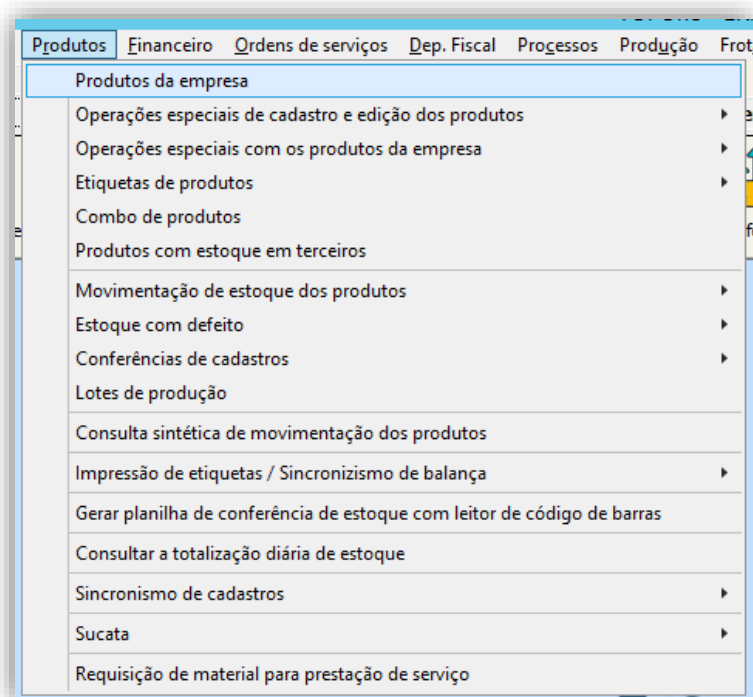 Produtos Financeiro Ordens de serviços Dep. Fiscal Processos Produção Frot
Produtos da empresa
Operações especiais de cadastro e edição dos produtos
Operações especiais com os produtos da empresa
Etiquetas de produtos
Combo de produtos
Produtos com estoque em terceiros
Movimentação de estoque dos produtos
Estoque com defeito
Conferências de cadastros
Lotes de produção
Consulta sintética de movimentação dos produtos
Impressão de etiquetas / Sincronizismo de balança
Gerar planilha de conferência de estoque com leitor de código de barras
Consultar a totalização diária de estoque
Sincronismo de cadastros
Sucata
Requisição de material para prestação de serviço